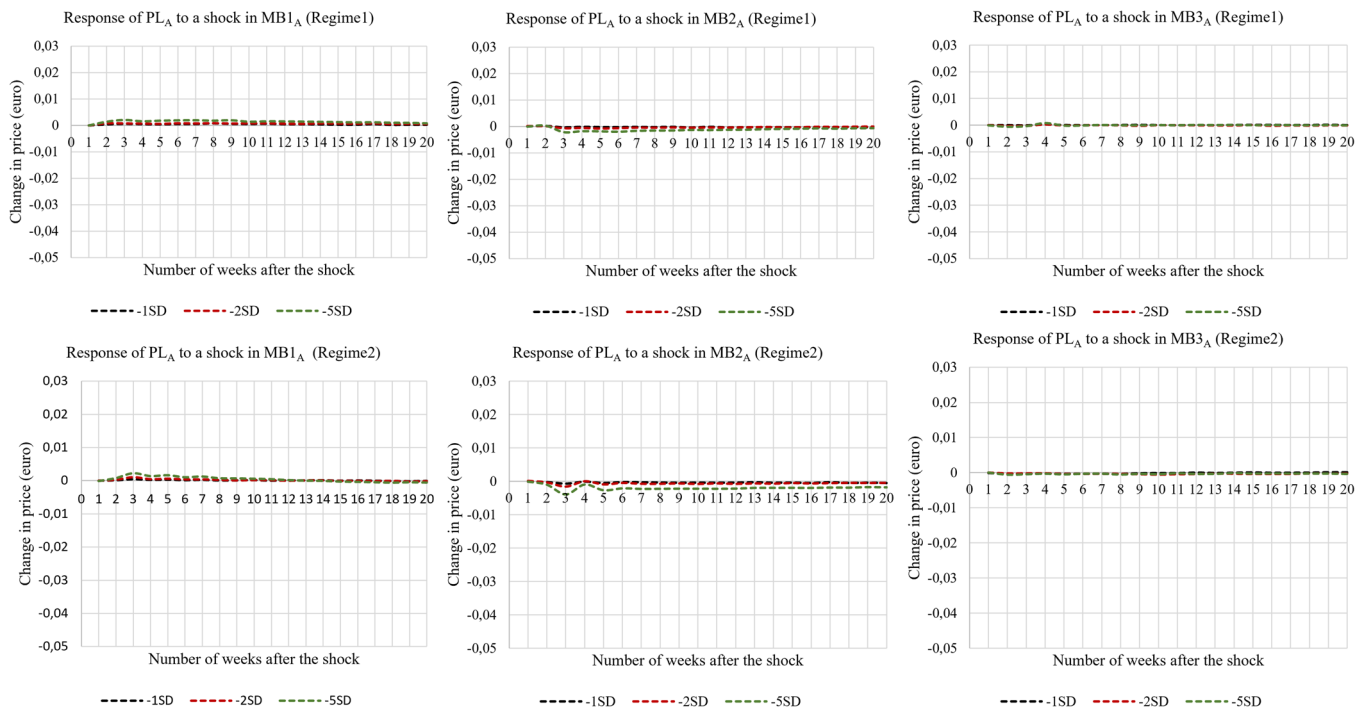 Response of PLA to a shock in MB1A (Regime1)
0,03
0,02
0,01
0
-0,01
-0,02
-0,03
-0,04
-0,05
0 1 2 3 4 5 6 7 8 9 10 11 12 13 14 15 16 17 18 19 20
Change in price (euro)
Number of weeks after the shock
-1SD -2SD -5SD
Response of PLA to a shock in MB2A (Regime1)
0,03
0,02
0,01
0
-0,01
-0,02
-0,03
-0,04
-0,05
0 1 2 3 4 5 6 7 8 9 10 11 12 13 14 15 16 17 18 19 20
Change in price (euro)
Number of weeks after the shock
-1SD -2SD -5SD
Response of PLA to a shock in MB3A (Regime1)
0,03
0,02
0,01
0
-0,01
-0,02
-0,03
-0,04
-0,05
0 1 2 3 4 5 6 7 8 9 10 11 12 13 14 15 16 17 18 19 20
Change in price (euro)
Number of weeks after the shock
-1SD -2SD -5SD
Response of PLA to a shock in MB1A (Regime2)
0,03
0,02
0,01
0
-0,01
-0,02
-0,03
-0,04
-0,05
0 1 2 3 4 5 6 7 8 9 10 11 12 13 14 15 16 17 18 19 20
Change in price (euro)
Number of weeks after the shock
-1SD -2SD -5SD
Response of PLA to a shock in MB2A (Regime2)
0,03
0,02
0,01
0
-0,01
-0,02
-0,03
-0,04
-0,05
0 1 2 3 4 5 6 7 8 9 10 11 12 13 14 15 16 17 18 19 20
Change in price (euro)
Number of weeks after the shock
-1SD -2SD -5SD
Response of PLA to a shock in MB3A (Regime2)
0,03
0,02
0,01
0
-0,01
-0,02
-0,03
-0,04
-0,05
0 1 2 3 4 5 6 7 8 9 10 11 12 13 14 15 16 17 18 19 20
Change in price (euro)
Number of weeks after the shock
-1SD -2SD -5SD